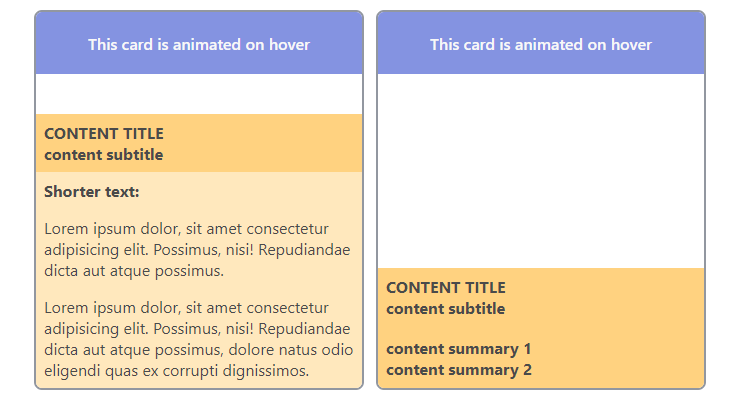 This card is animated on hover
CONTENT TITLE
content subtitle
Shorter text:
Lorem ipsum dolor, sit amet consectetur
adipisicing elit. Possimus, nisi! Repudiandae
dicta aut atque possimus.
Lorem ipsum dolor, sit amet consectetur
adipisicing elit. Possimus, nisi! Repudiandae
dicta aut atque possimus, dolore natus odio
eligendi quas ex corrupti dignissimos.
This card is animated on hover
CONTENT TITLE
content subtitle
content summary 1
content summary 2